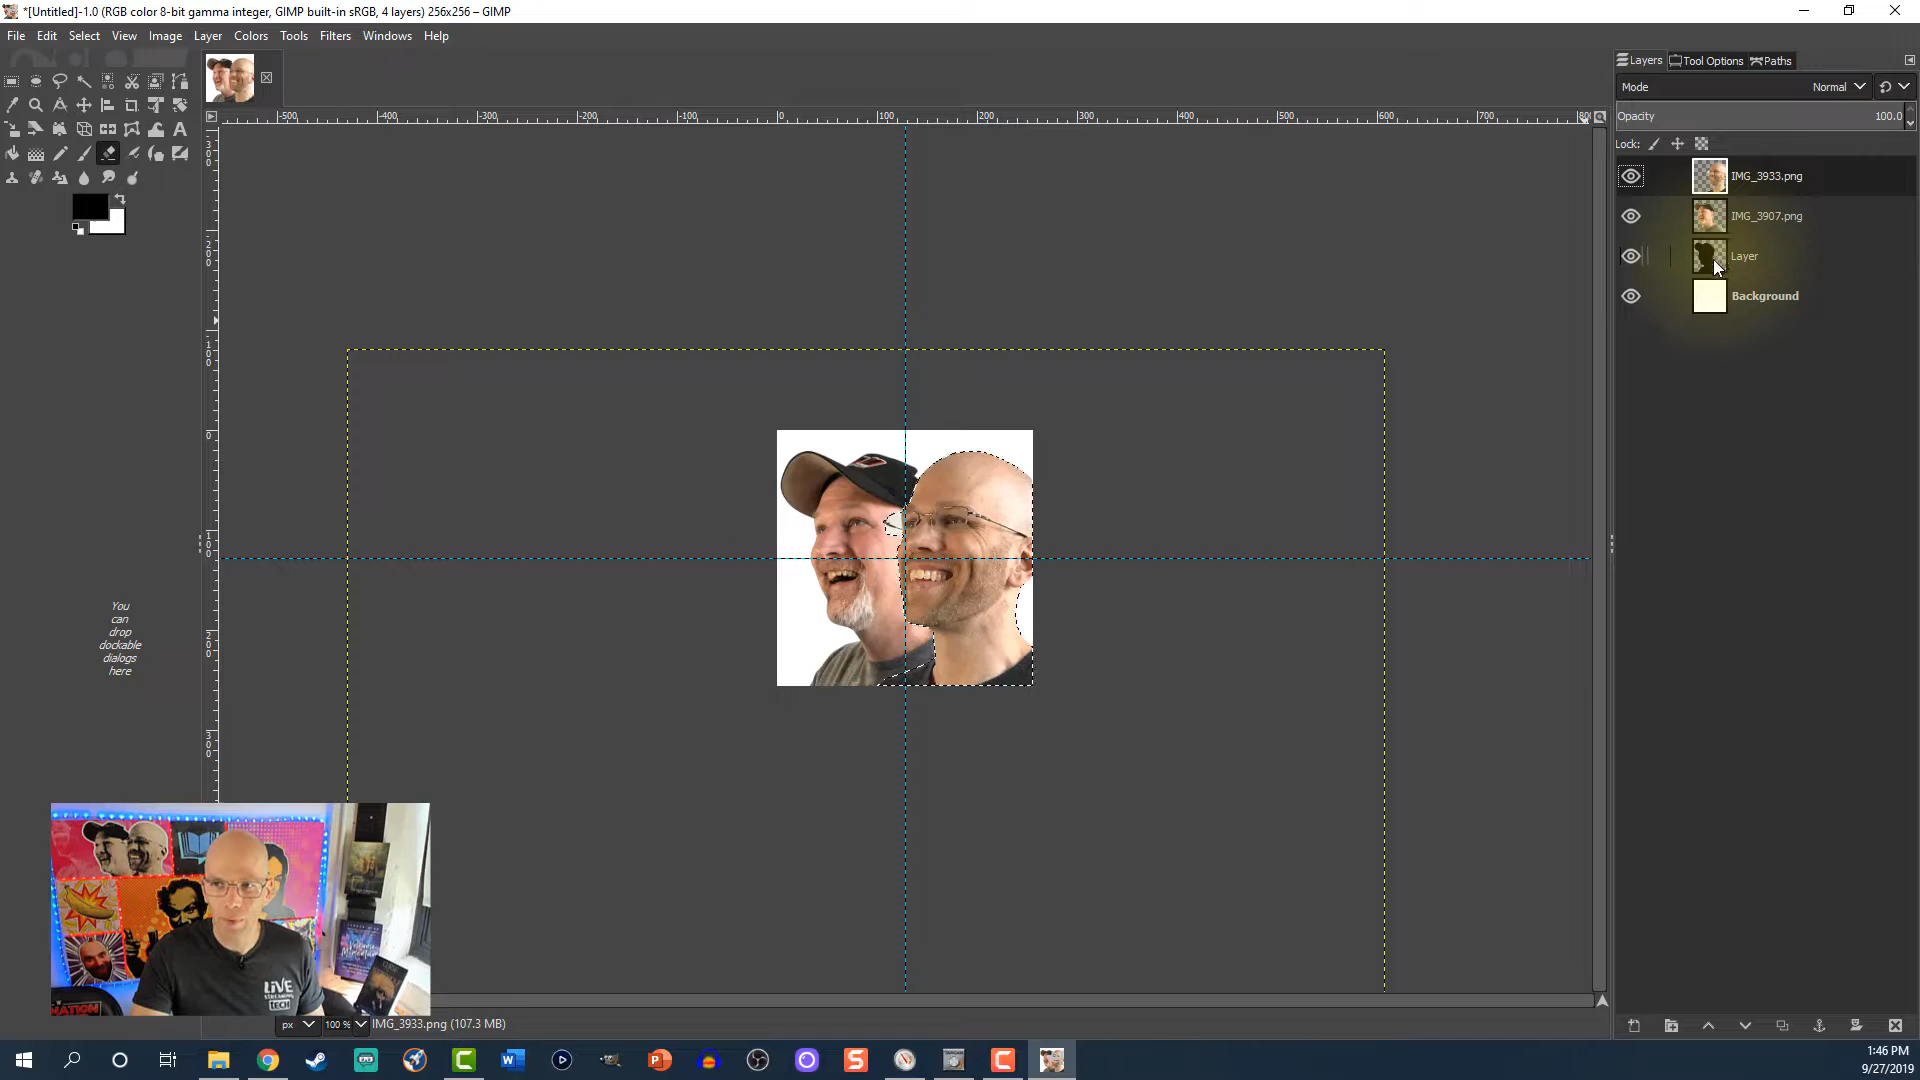 *[Untitled]-1.0 (RGB color 8-bit gamma integer, GIMP built-in sRGB, 4 layers) 256x256 – GIMP
File Edit Select View Image Layer Colors Tools Filters Windows Help
Layers Tool Options Paths
Mode Normal
Opacity 100.0
Lock:
IMG_3933.png
IMG_3907.png
Layer
Background
-500 -400 -300 -200 -100 0 100 200 300 400 500 600 700
You
can
drop
dockable
dialogs
here
LiVE
STREAMING
TECH
NATION
px 100 % IMG_3933.png (107.3 MB)
1:46 PM
9/27/2019